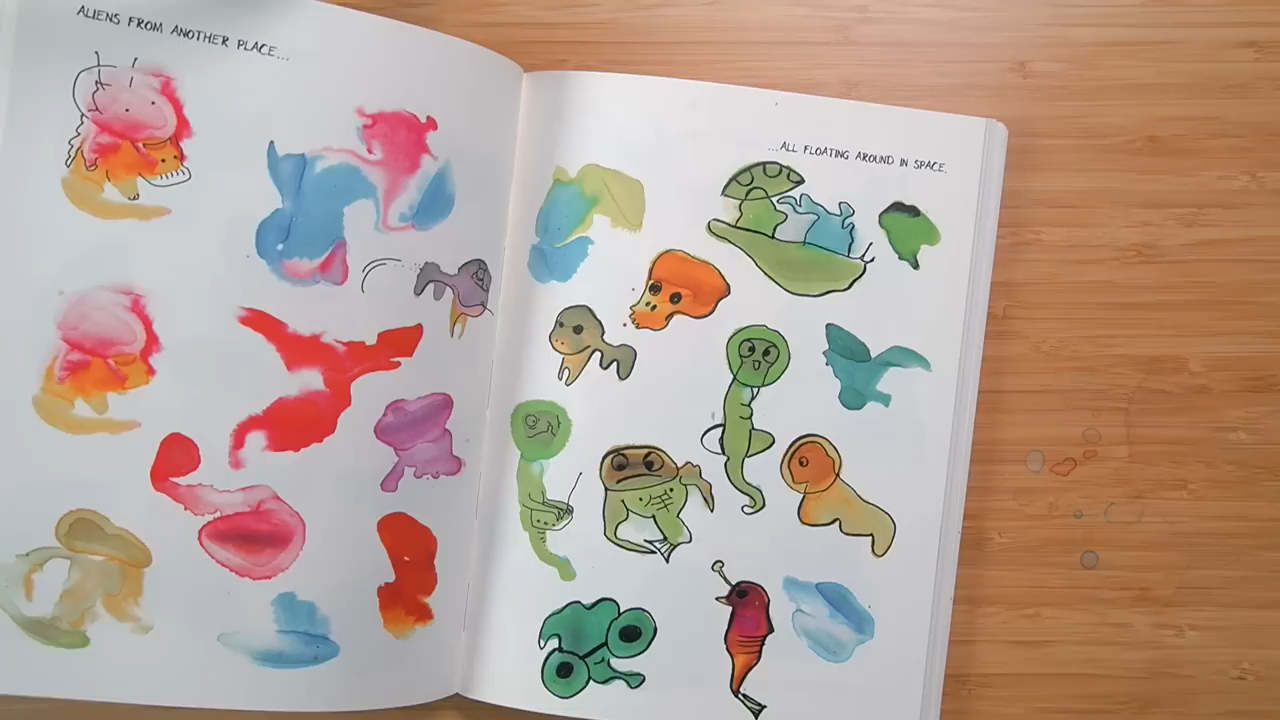 ALIENS FROM ANOTHER PLACE...
...ALL FLOATING AROUND IN SPACE.